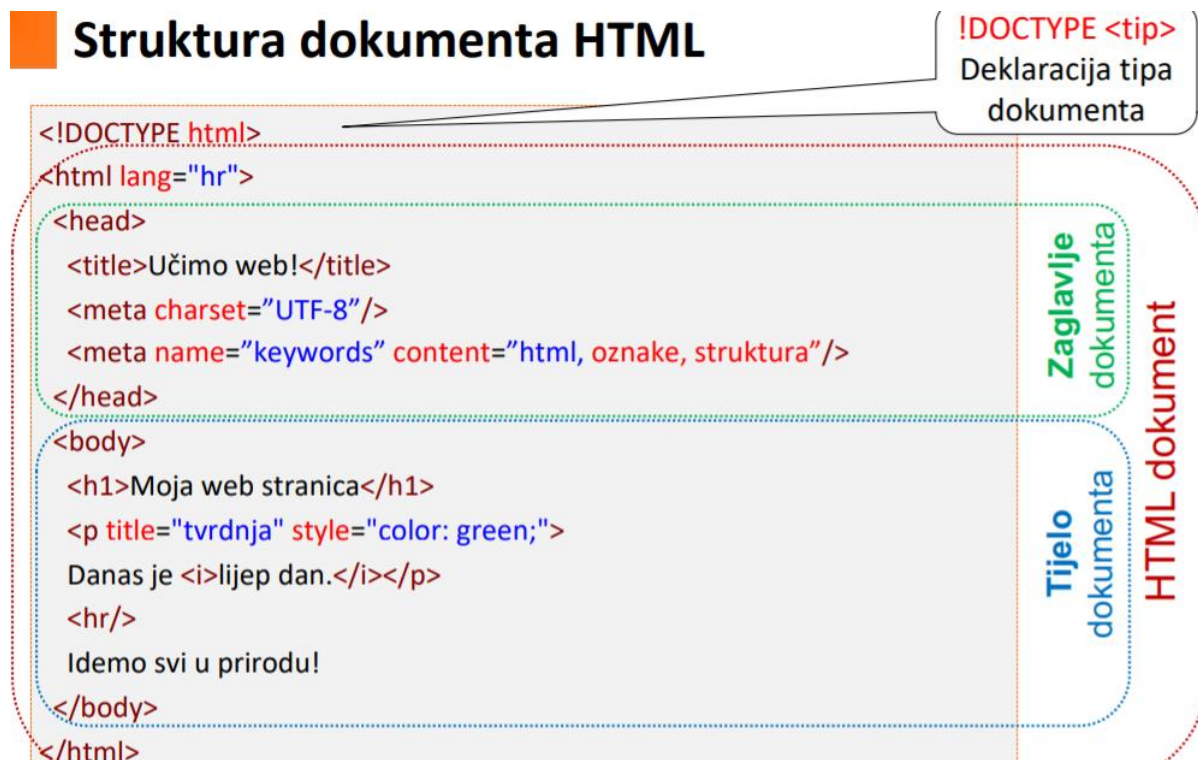 Struktura dokumenta HTML
!DOCTYPE <tip>
Deklaracija tipa
dokumenta
<!DOCTYPE html>
<html lang="hr">
<head>
<title>Učimo web!</title>
<meta charset=”UTF-8”/>
<meta name=”keywords” content=”html, oznake, struktura”/>
</head>
<body>
<h1>Moja web stranica</h1>
<p title="tvrdnja" style="color: green;">
Danas je <i>lijep dan.</i></p>
<hr/>
Idemo svi u prirodu!
</body>
</html>
Zaglavlje
dokumenta
Tijelo
dokumenta
HTML dokument